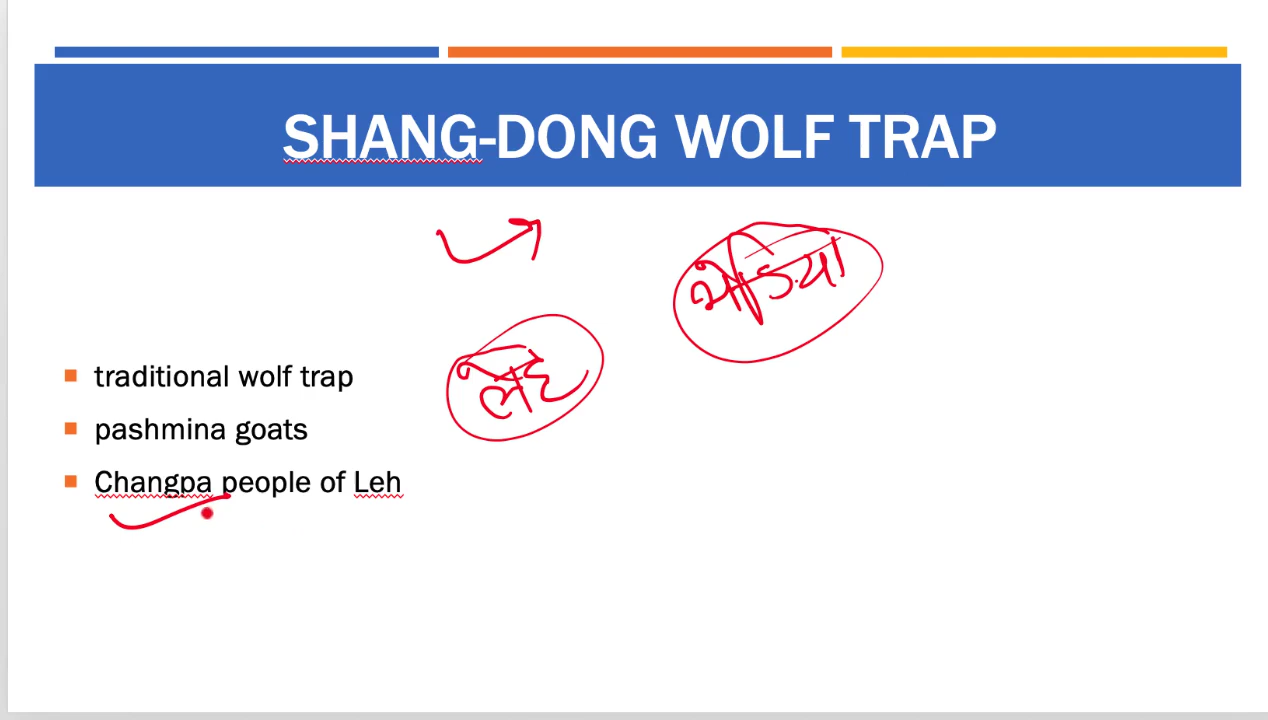 SHANG-DONG WOLF TRAP
भेड़िया
traditional wolf trap
लेह
pashmina goats
Changpa people of Leh